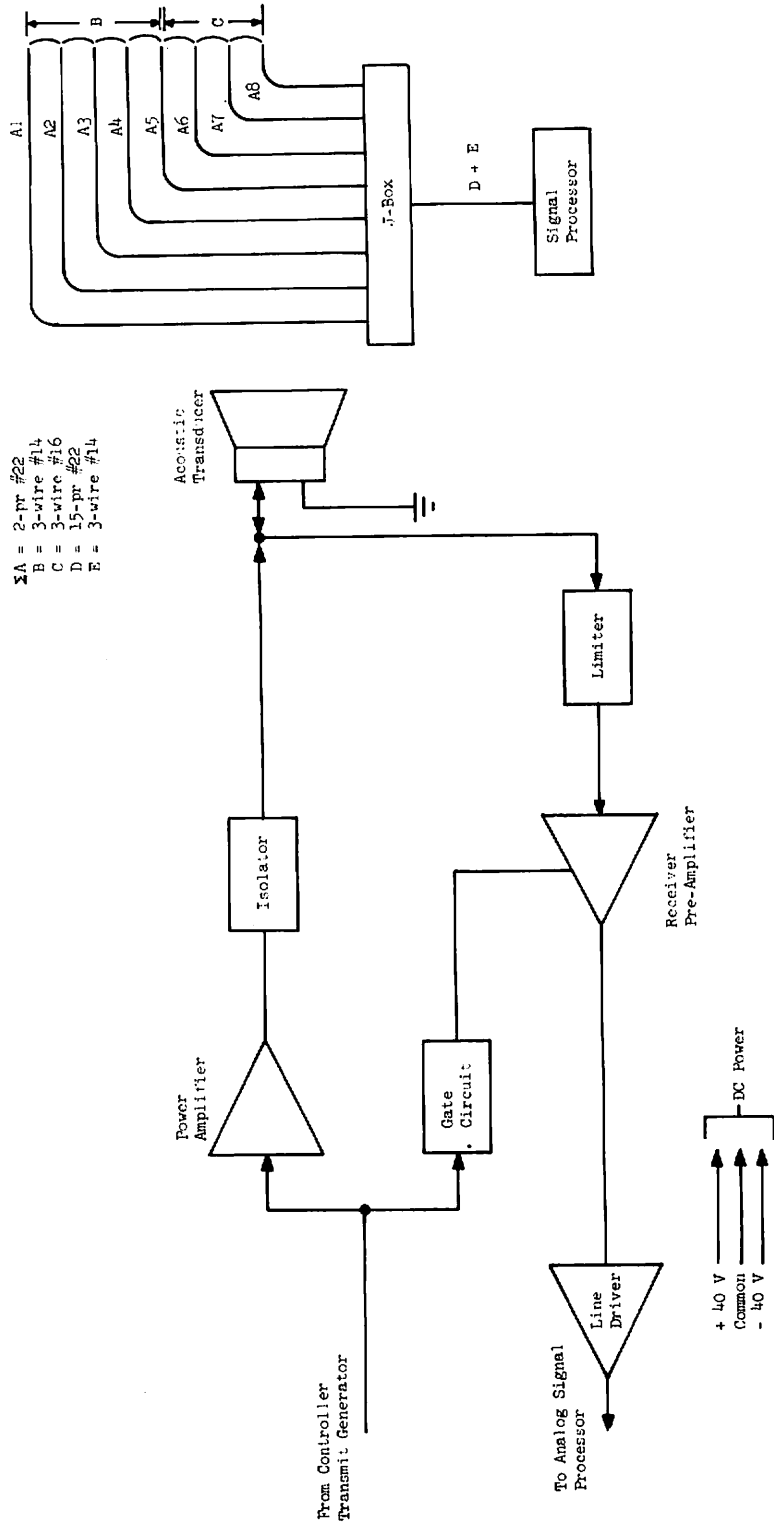 ΣA = 2-pr #22
B = 3-wire #14
C = 3-wire #16
D = 15-pr #22
E = 3-wire #14
A1
A2
A3
A4
A5
A6
A7
A8
B
C
J-Box
D + E
Signal
Processor
Acoustic
Transducer
Isolator
Power
Amplifier
Limiter
Receiver
Pre-Amplifier
Gate
Circuit
From Controller
Transmit Generator
Line
Driver
To Analog Signal
Processor
+ 40 V
Common
- 40 V
DC Power